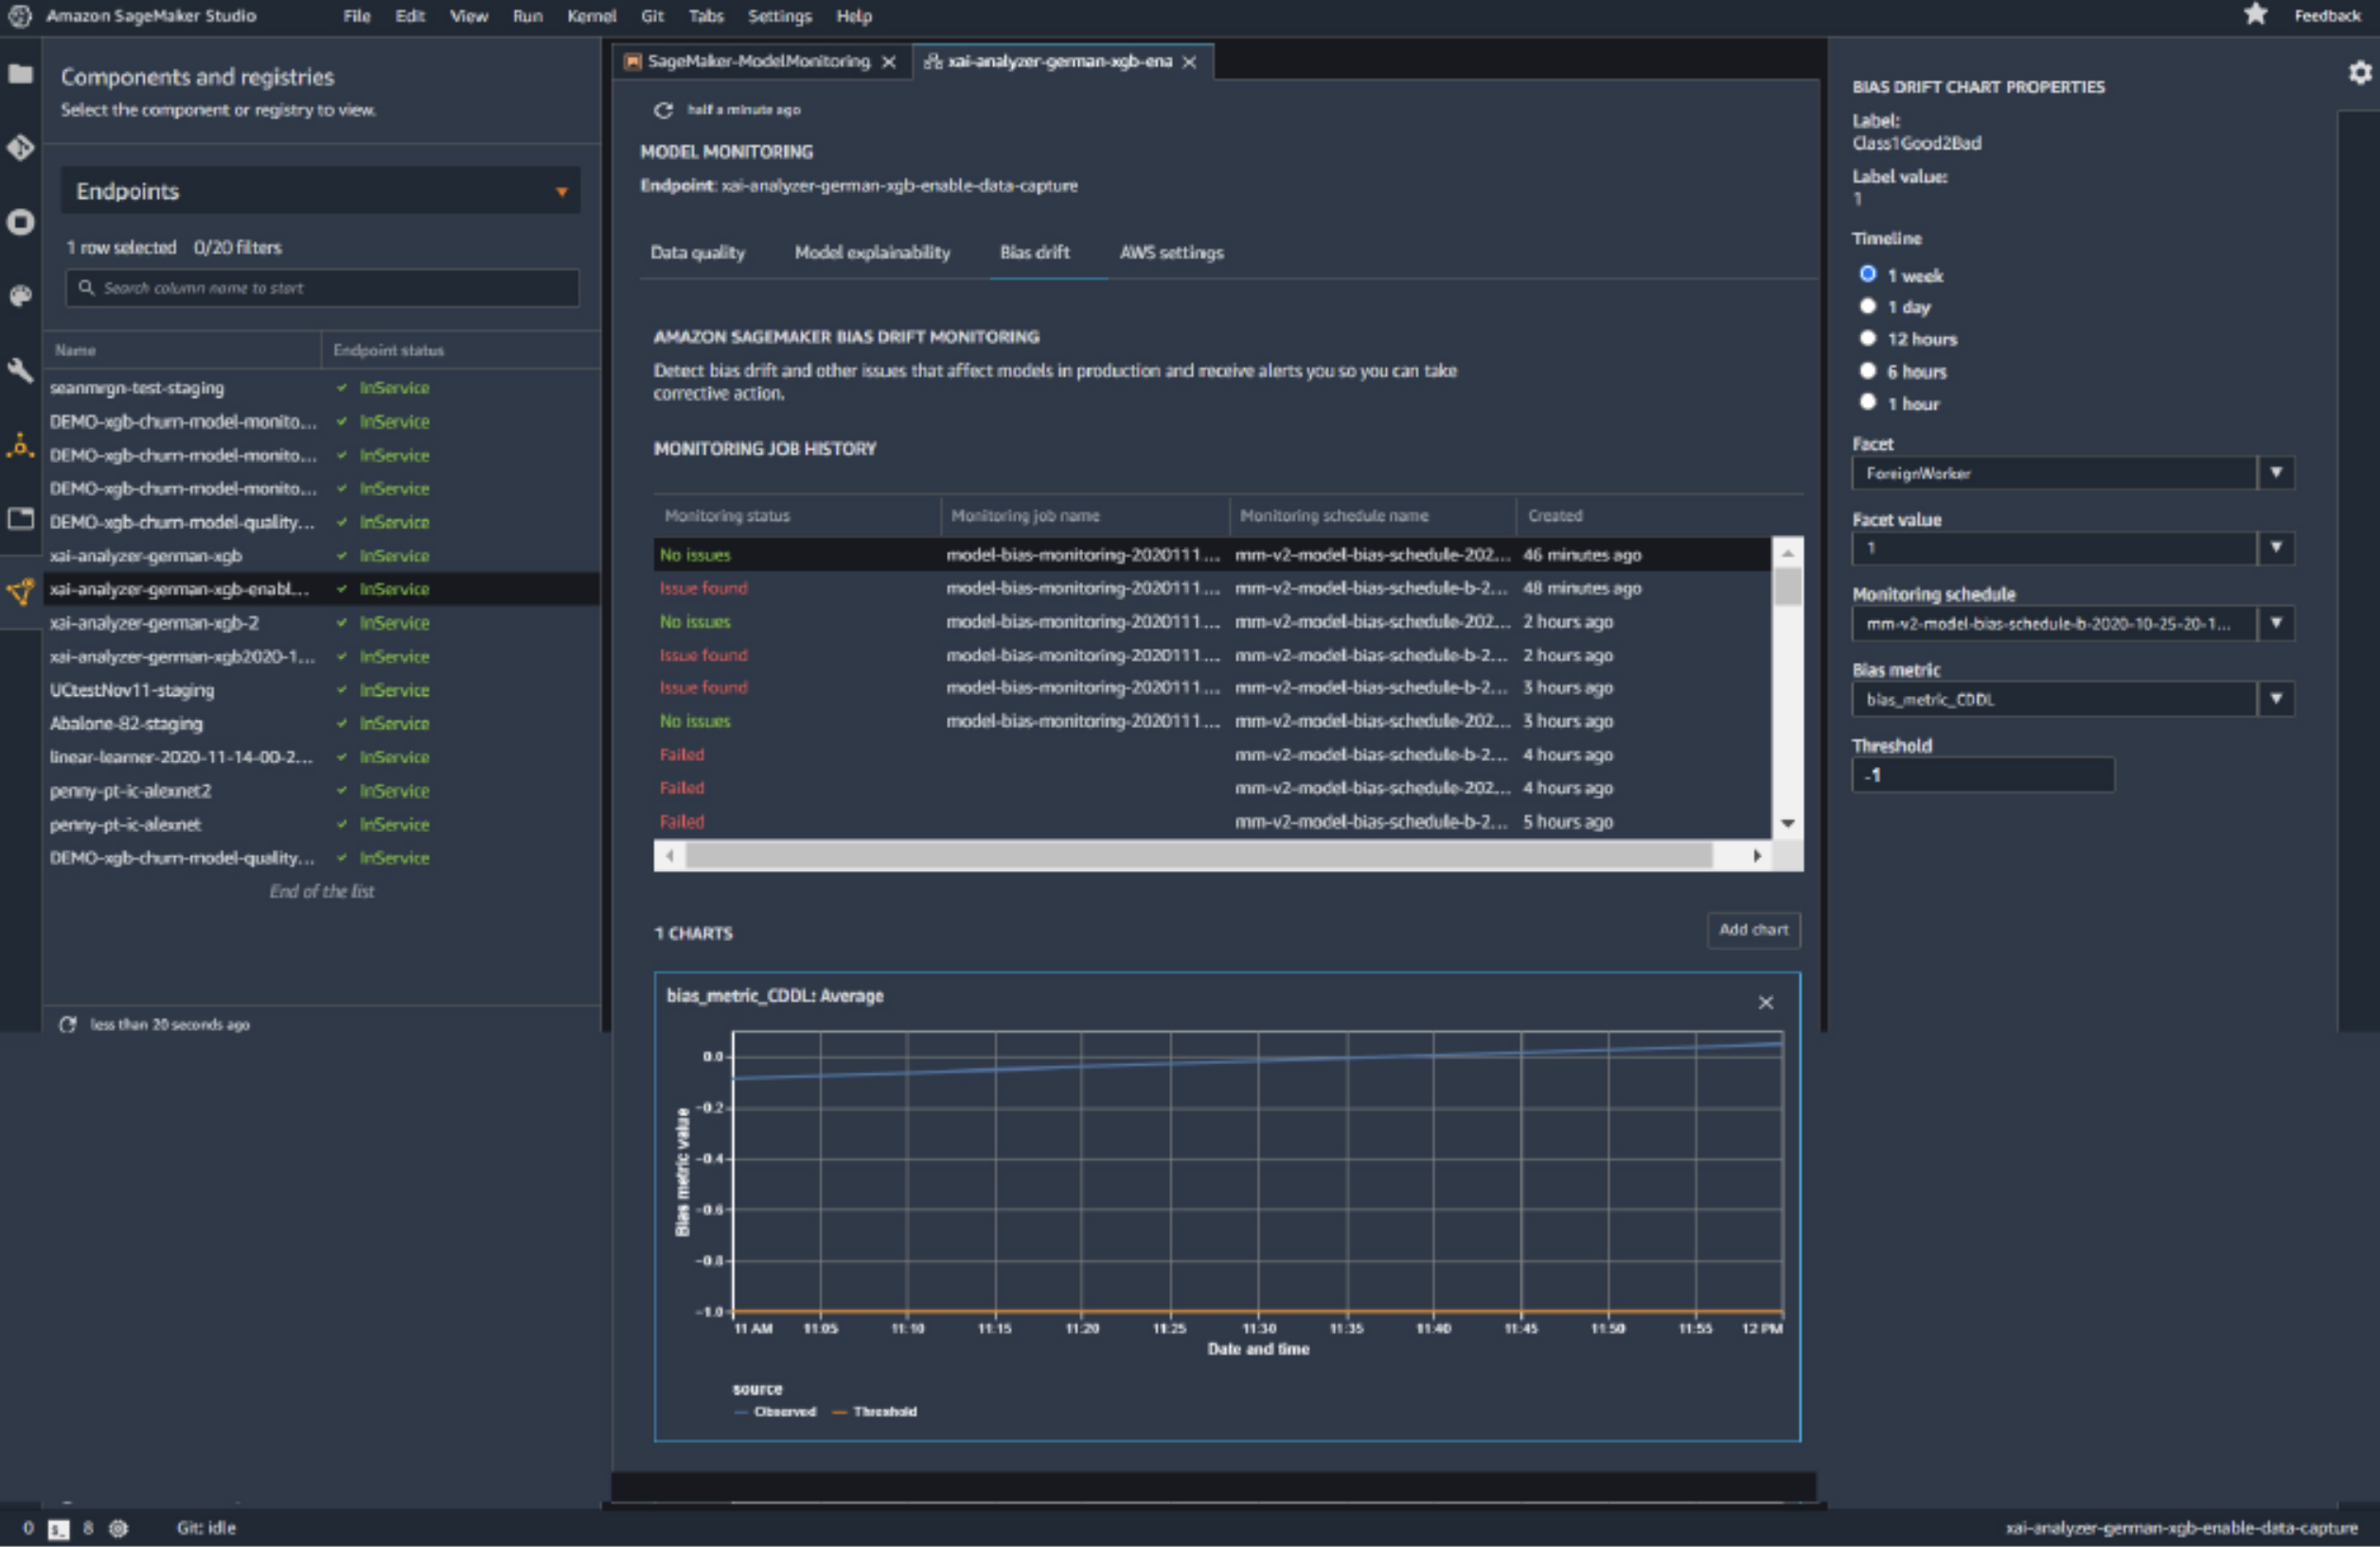 Amazon SageMaker Studio File Edit View Run Kernel Git Tabs Settings Help Feedback
Components and registries
Select the component or registry to view.
Endpoints
1 row selected 0/20 filters
Search column name to start
Name Endpoint status
seanmrgn-test-staging InService
DEMO-xgb-churn-model-monito... InService
DEMO-xgb-churn-model-monito... InService
DEMO-xgb-churn-model-monito... InService
DEMO-xgb-churn-model-quality... InService
xai-analyzer-german-xgb InService
xai-analyzer-german-xgb-enabl... InService
xai-analyzer-german-xgb-2 InService
xai-analyzer-german-xgb2020-1... InService
UCtestNov11-staging InService
Abalone-82-staging InService
linear-learner-2020-11-14-00-2... InService
penny-pt-ic-alexnet2 InService
penny-pt-ic-alexnet InService
DEMO-xgb-churn-model-quality... InService
End of the list
less than 20 seconds ago
SageMaker-ModelMonitoring xai-analyzer-german-xgb-ena
half a minute ago
MODEL MONITORING
Endpoint: xai-analyzer-german-xgb-enable-data-capture
Data quality Model explainability Bias drift AWS settings
AMAZON SAGEMAKER BIAS DRIFT MONITORING
Detect bias drift and other issues that affect models in production and receive alerts you so you can take
corrective action.
MONITORING JOB HISTORY
Monitoring status Monitoring job name Monitoring schedule name Created
No issues model-bias-monitoring-2020111... mm-v2-model-bias-schedule-202... 46 minutes ago
Issue found model-bias-monitoring-2020111... mm-v2-model-bias-schedule-b-2... 48 minutes ago
No issues model-bias-monitoring-2020111... mm-v2-model-bias-schedule-202... 2 hours ago
Issue found model-bias-monitoring-2020111... mm-v2-model-bias-schedule-b-2... 2 hours ago
Issue found model-bias-monitoring-2020111... mm-v2-model-bias-schedule-b-2... 3 hours ago
No issues model-bias-monitoring-2020111... mm-v2-model-bias-schedule-202... 3 hours ago
Failed mm-v2-model-bias-schedule-b-2... 4 hours ago
Failed mm-v2-model-bias-schedule-202... 4 hours ago
Failed mm-v2-model-bias-schedule-b-2... 5 hours ago
1 CHARTS Add chart
bias_metric_CDDL: Average
Bias metric value
0.0
-0.2
-0.4
-0.6
-0.8
-1.0
11 AM 11:05 11:10 11:15 11:20 11:25 11:30 11:35 11:40 11:45 11:50 11:55 12 PM
Date and time
source
Observed Threshold
BIAS DRIFT CHART PROPERTIES
Label:
Class1Good2Bad
Label value:
1
Timeline
1 week
1 day
12 hours
6 hours
1 hour
Facet
ForeignWorker
Facet value
1
Monitoring schedule
mm-v2-model-bias-schedule-b-2020-10-25-20-1...
Bias metric
bias_metric_CDDL
Threshold
-1
0 8 Git: idle xai-analyzer-german-xgb-enable-data-capture